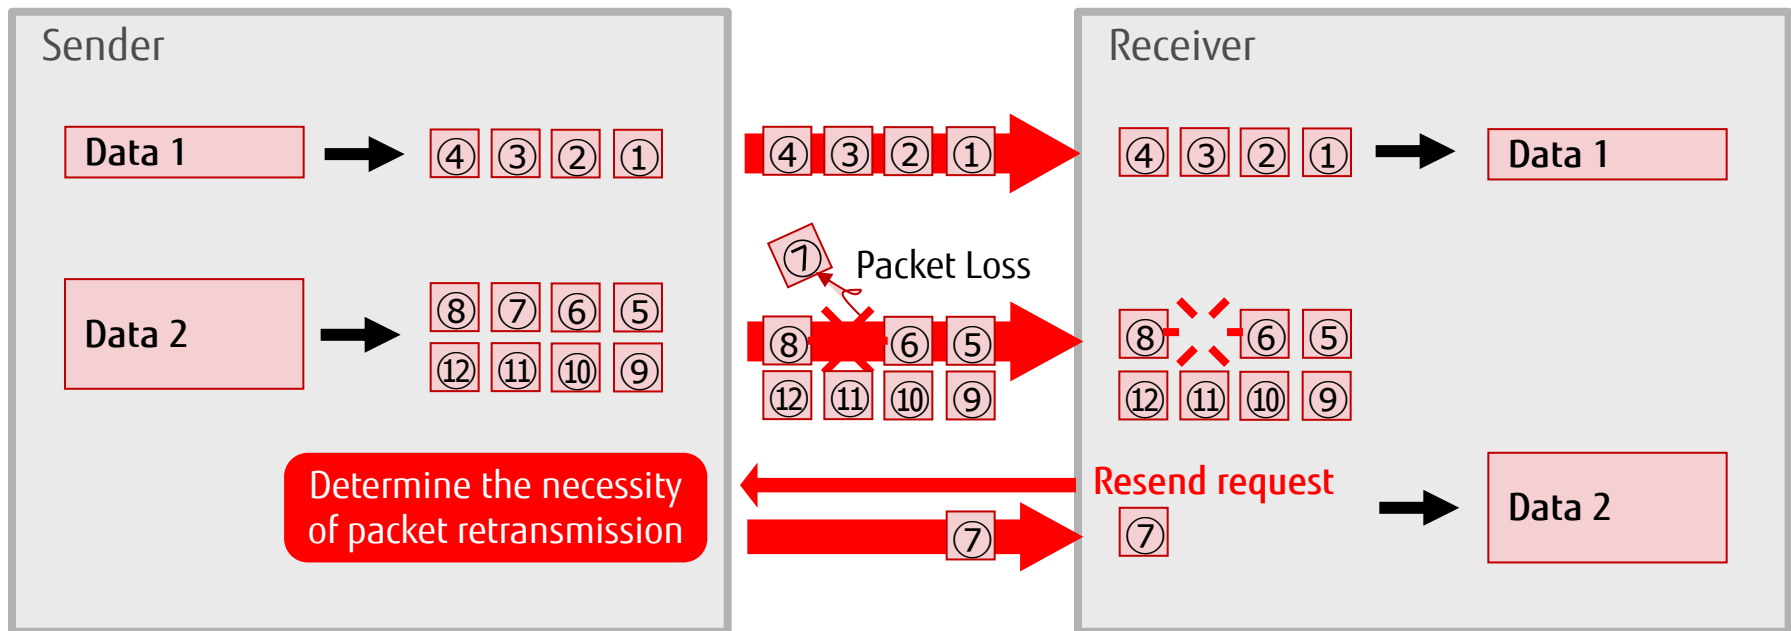 Sender
Receiver
Data 1
④ ③ ② ①
④ ③ ② ①
④ ③ ② ①
Data 1
⑦
Packet Loss
Data 2
⑧ ⑦ ⑥ ⑤
⑫ ⑪ ⑩ ⑨
⑧ ⑥ ⑤
⑫ ⑪ ⑩ ⑨
⑧ ⑥ ⑤
⑫ ⑪ ⑩ ⑨
Determine the necessity
of packet retransmission
Resend request
⑦
⑦
Data 2